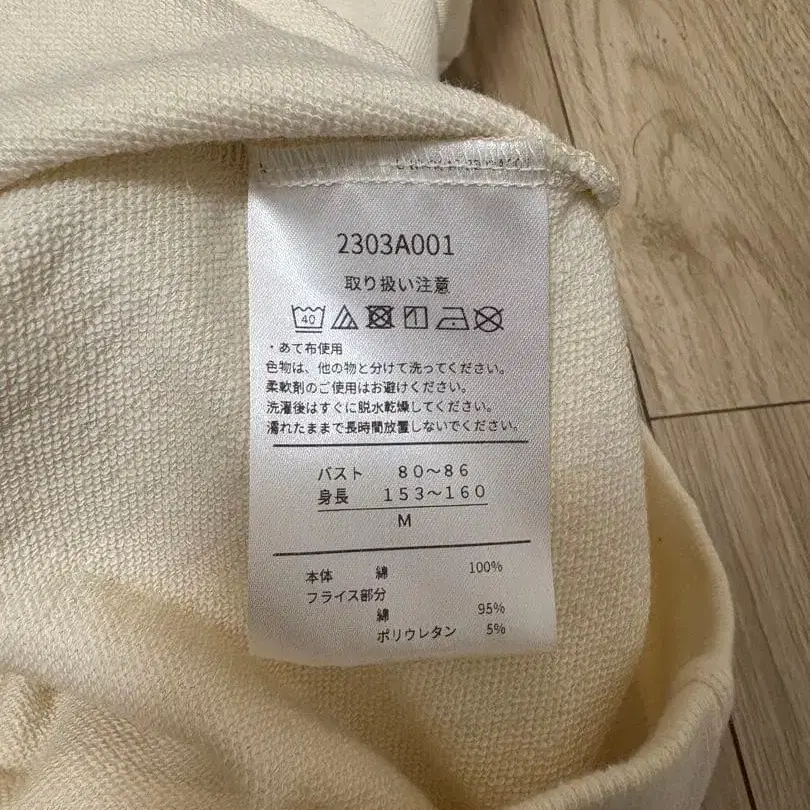 2303A001
取り扱い注意
40
・あて布使用
色物は、他の物と分けて洗ってください。
柔軟剤のご使用はお避けください。
洗濯後はすぐに脱水乾燥してください。
濡れたままで長時間放置しないでください。
バスト 80〜86
身長 153〜160
M
本体 綿 100%
フライス部分
綿 95%
ポリウレタン 5%